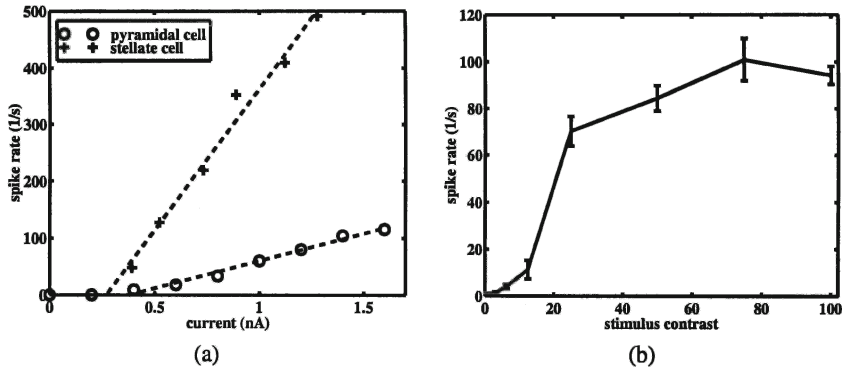 500
400
300
200
100
0
spike rate (1/s)
pyramidal cell
stellate cell
0
0.5
1
1.5
current (nA)
(a)
120
100
80
60
40
20
0
spike rate (1/s)
0
20
40
60
80
100
stimulus contrast
(b)